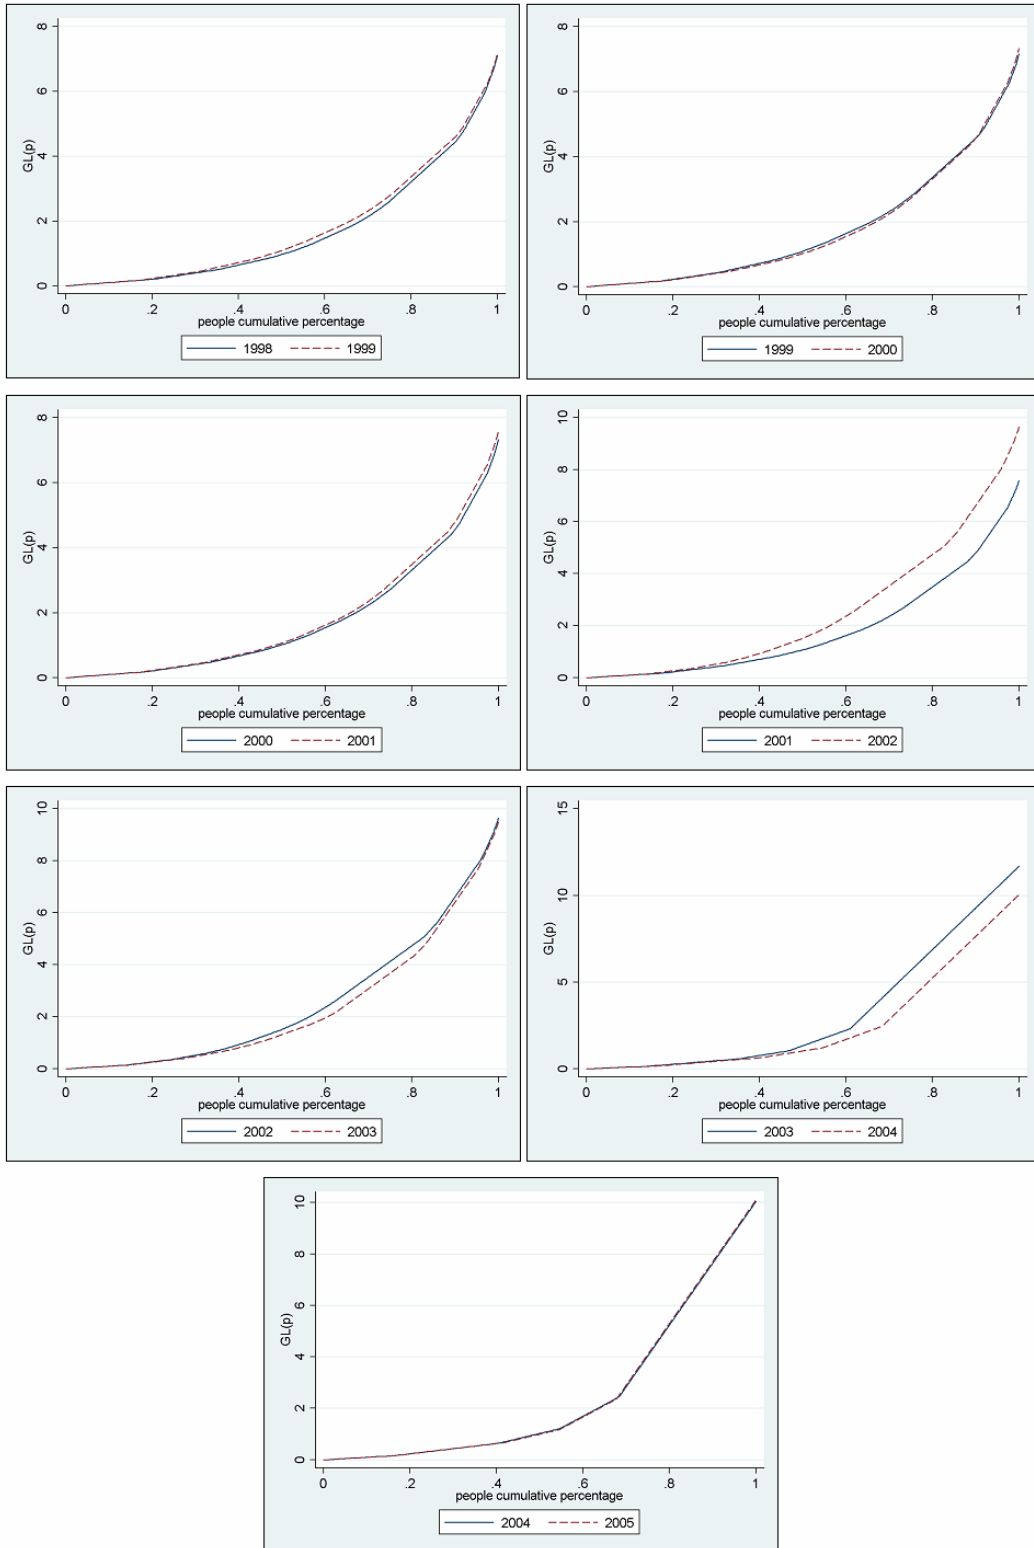 GL(p)
0 2 4 6 8
0 .2 .4 .6 .8 1
people cumulative percentage
1998 1999
GL(p)
0 2 4 6 8
0 .2 .4 .6 .8 1
people cumulative percentage
1999 2000
GL(p)
0 2 4 6 8
0 .2 .4 .6 .8 1
people cumulative percentage
2000 2001
GL(p)
0 2 4 6 8 10
0 .2 .4 .6 .8 1
people cumulative percentage
2001 2002
GL(p)
0 2 4 6 8 10
0 .2 .4 .6 .8 1
people cumulative percentage
2002 2003
GL(p)
0 5 10 15
0 .2 .4 .6 .8 1
people cumulative percentage
2003 2004
GL(p)
0 2 4 6 8 10
0 .2 .4 .6 .8 1
people cumulative percentage
2004 2005